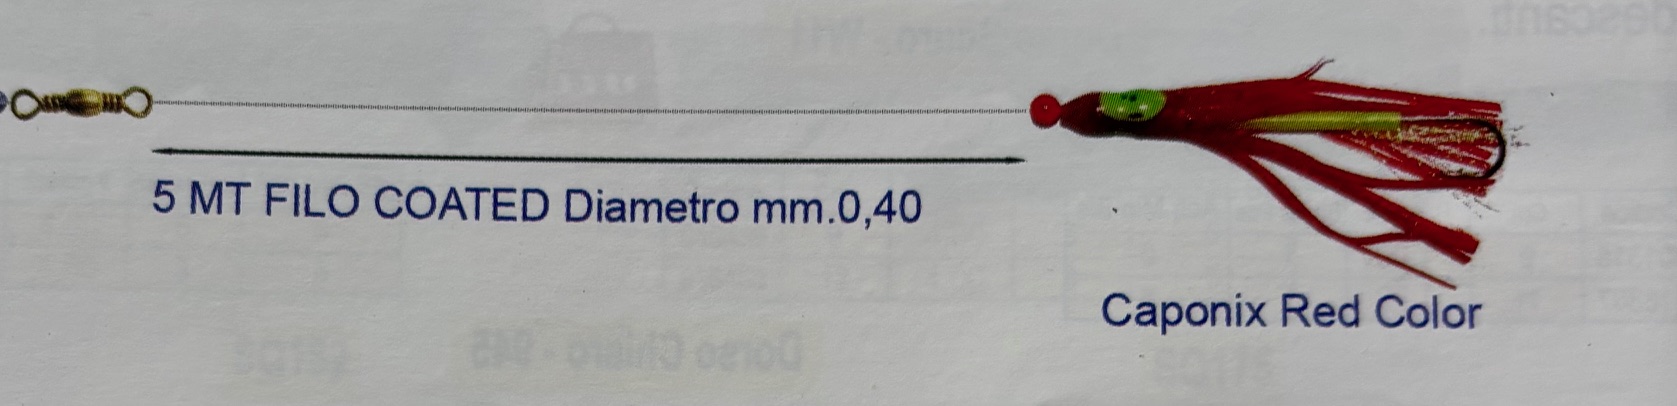 5 MT FILO COATED Diametro mm.0,40
Caponix Red Color